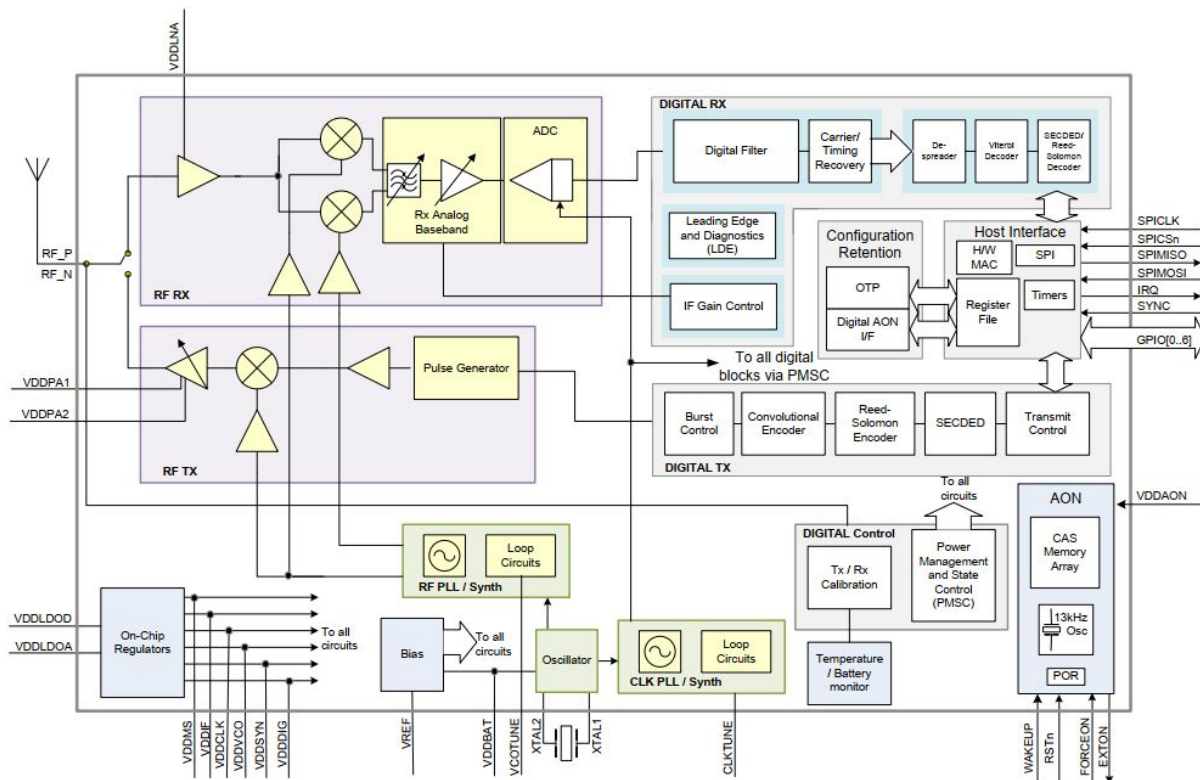 VDDLNA
RF_P
RF_N
RF RX
Rx Analog
Baseband
ADC
DIGITAL RX
Digital Filter
Carrier/
Timing
Recovery
De-
spreader
Viterbi
Decoder
SECDED/
Reed-
Solomon
Decoder
Leading Edge
and Diagnostics
(LDE)
IF Gain Control
Configuration
Retention
OTP
Digital AON
I/F
Host Interface
H/W
MAC
SPI
Register
File
Timers
SPICLK
SPICSn
SPIMISO
SPIMOSI
IRQ
SYNC
GPIO[0..6]
VDDPA1
VDDPA2
Pulse Generator
RF TX
To all digital
blocks via PMSC
Burst
Control
Convolutional
Encoder
Reed-
Solomon
Encoder
SECDED
Transmit
Control
DIGITAL TX
To all
circuits
DIGITAL Control
Tx / Rx
Calibration
Power
Management
and State
Control
(PMSC)
Temperature
/ Battery
monitor
AON
CAS
Memory
Array
13kHz
Osc
POR
VDDAON
Loop
Circuits
RF PLL / Synth
VDDLDOD
VDDLDOA
On-Chip
Regulators
To all
circuits
Bias
To all
circuits
Oscillator
Loop
Circuits
CLK PLL / Synth
VDDMS
VDDIF
VDDCLK
VDDVCO
VDDSYN
VDDDIG
VREF
VDDBAT
VCOTUNE
XTAL2
XTAL1
CLKTUNE
WAKEUP
RSTn
FORCEON
EXTON